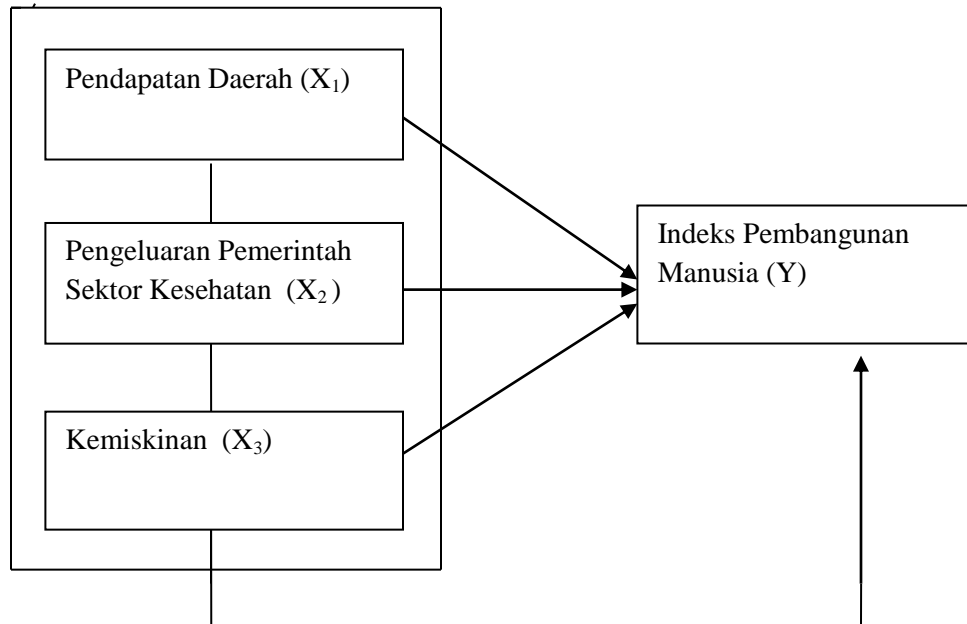 Pendapatan Daerah (X₁)
Pengeluaran Pemerintah
Sektor Kesehatan (X₂)
Kemiskinan (X₃)
Indeks Pembangunan
Manusia (Y)